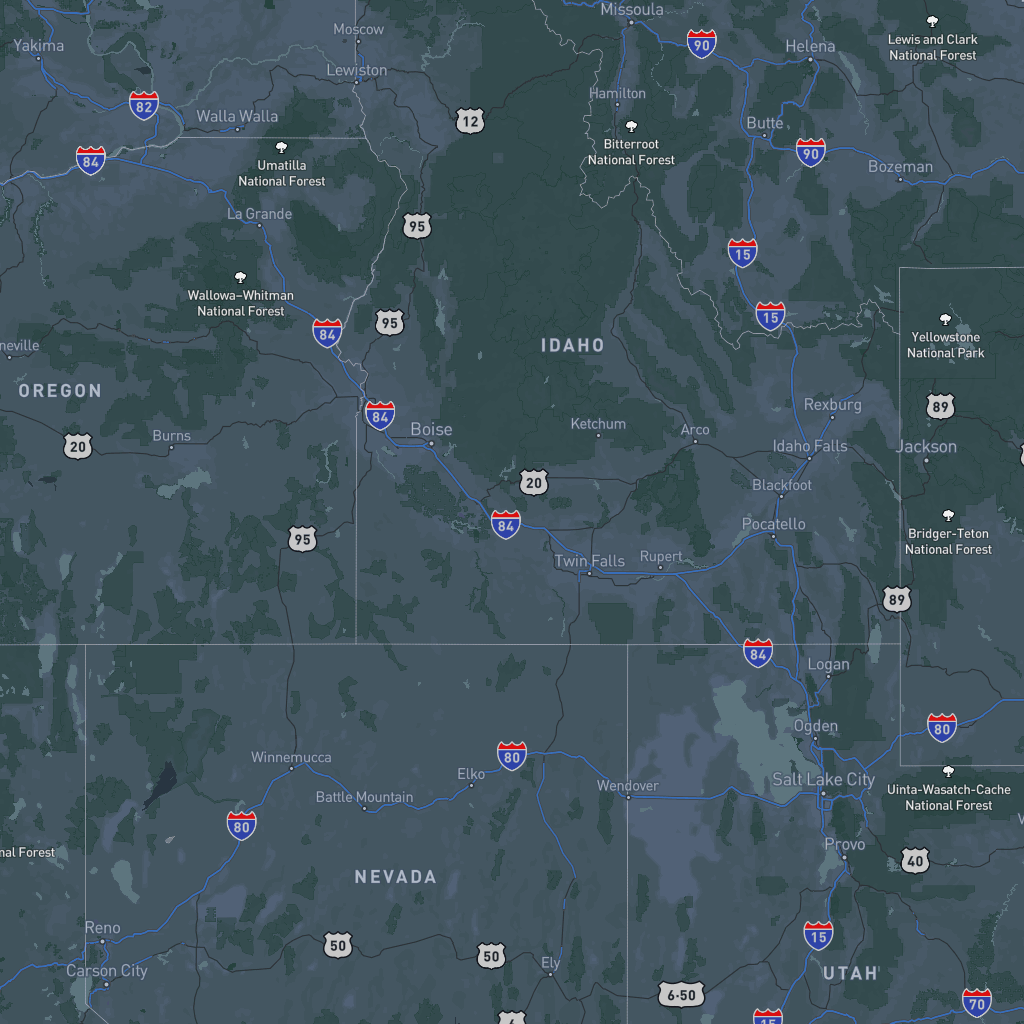 Missoula
Moscow
Lewis and Clark
National Forest
Yakima
90
Helena
Lewiston
Hamilton
82
Walla Walla
12
Butte
84
Umatilla
National Forest
Bitterroot
National Forest
90
Bozeman
La Grande
95
15
Wallowa-Whitman
National Forest
95
15
84
Yellowstone
National Park
neville
IDAHO
OREGON
89
Rexburg
84
Boise
Ketchum
Arco
20
Burns
Idaho Falls
Jackson
20
Blackfoot
84
Pocatello
95
Bridger-Teton
National Forest
Twin Falls
Rupert
89
84
Logan
Ogden
80
Winnemucca
80
Elko
Wendover
Salt Lake City
Battle Mountain
Uinta-Wasatch-Cache
National Forest
80
nal Forest
Provo
40
NEVADA
Reno
50
50
15
Carson City
Ely
UTAH
6-50
70
6
15